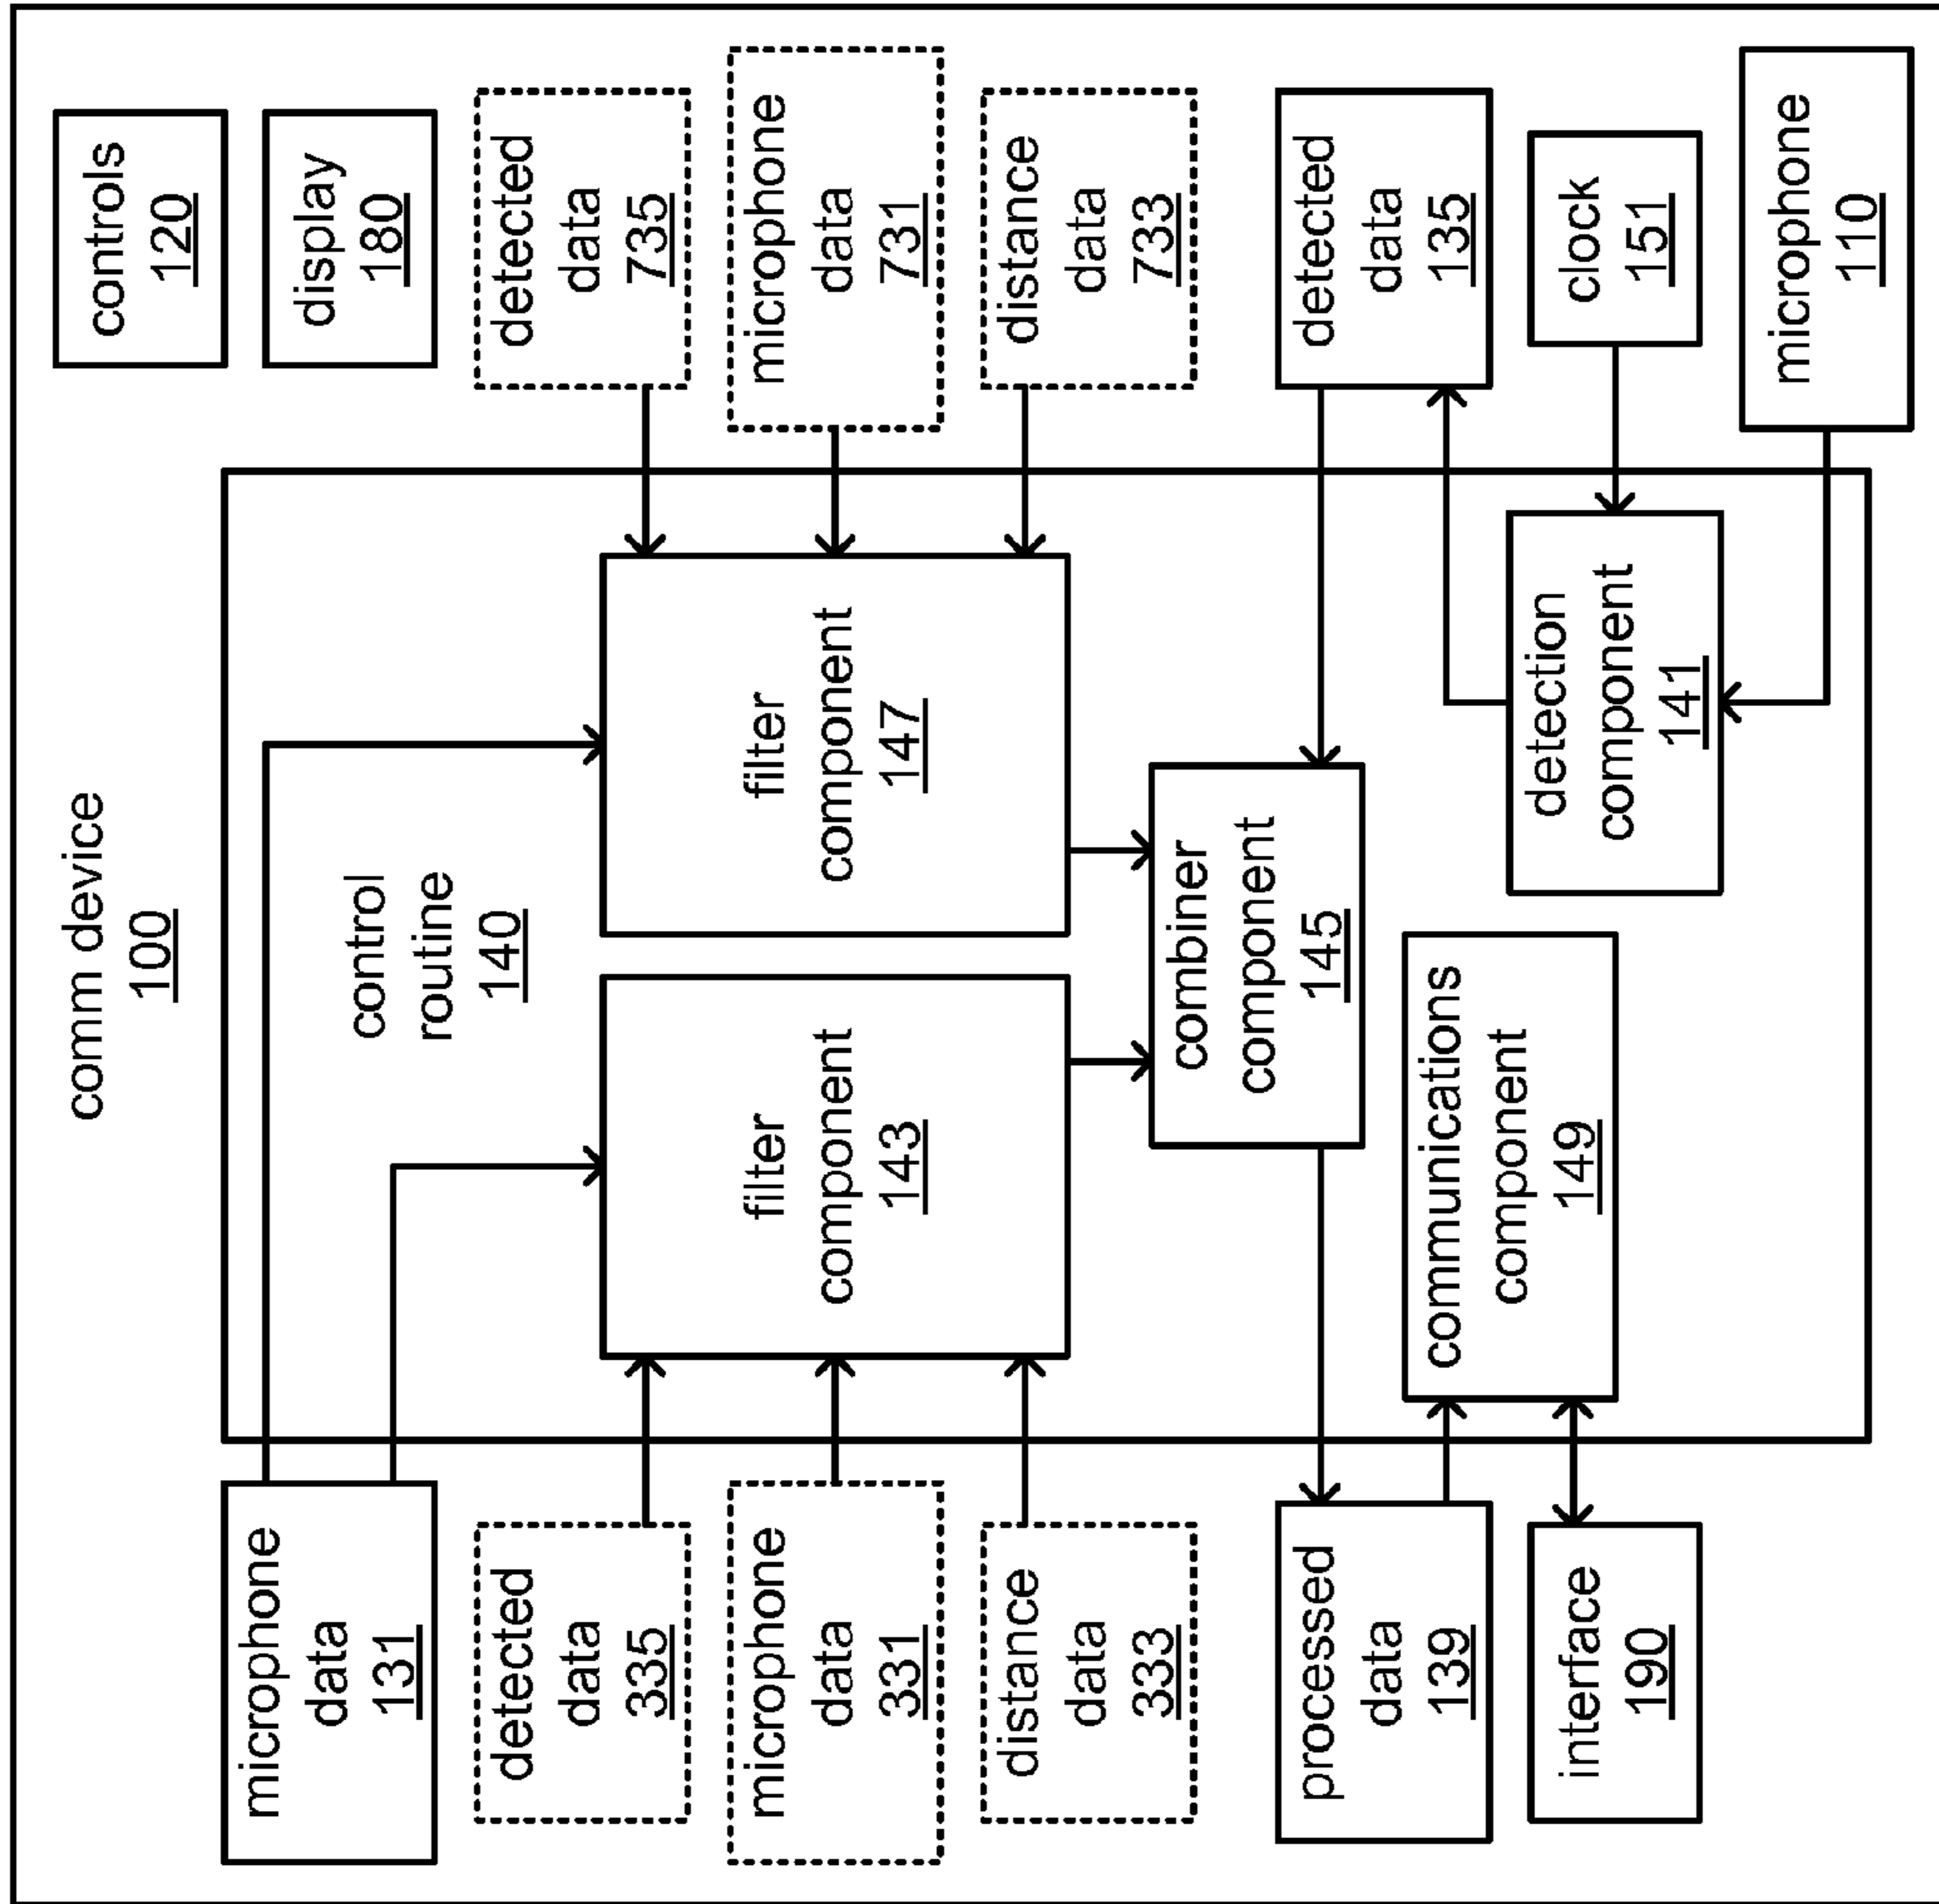 comm device
100
controls
120
display
180
control
routine
140
microphone
data
131
detected
data
335
microphone
data
331
distance
data
333
processed
data
139
interface
190
filter
component
143
filter
component
147
combiner
component
145
communications
component
149
detection
component
141
detected
data
735
microphone
data
731
distance
data
733
detected
data
135
clock
151
microphone
110